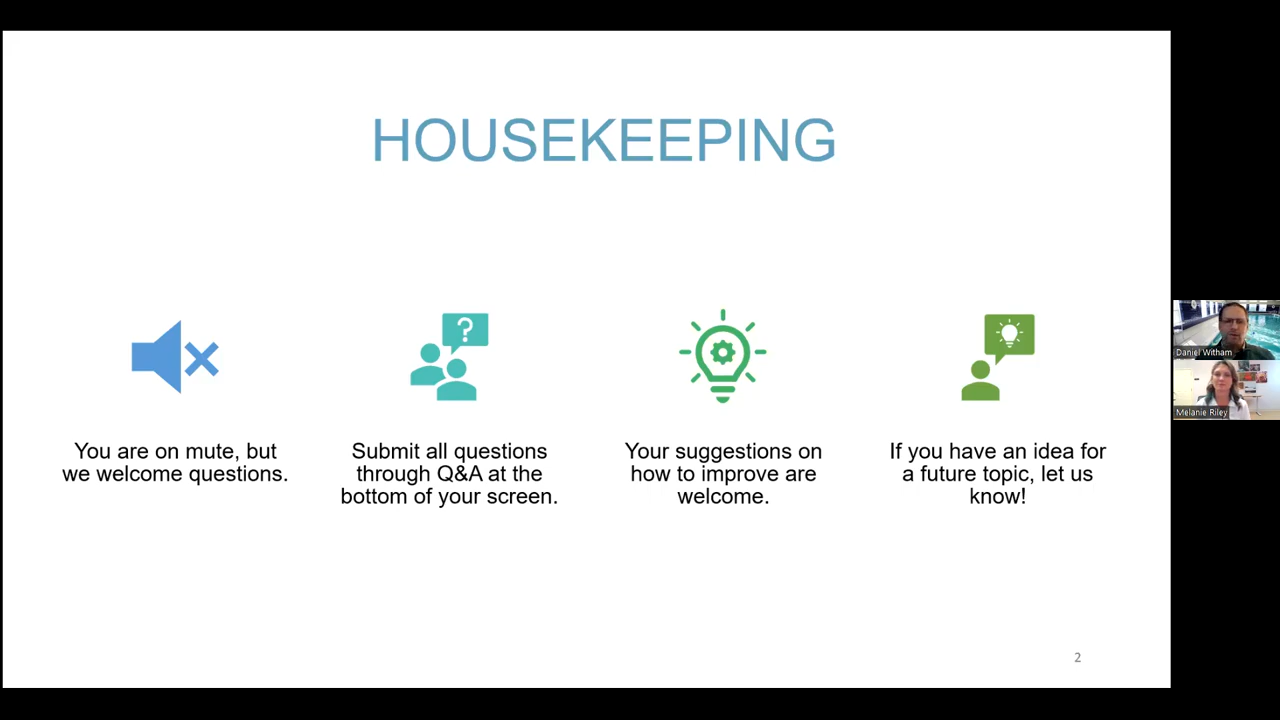 HOUSEKEEPING
?
You are on mute, but
we welcome questions.
Submit all questions
through Q&A at the
bottom of your screen.
Your suggestions on
how to improve are
welcome.
If you have an idea for
a future topic, let us
know!
2
Daniel Witham
Melanie Riley